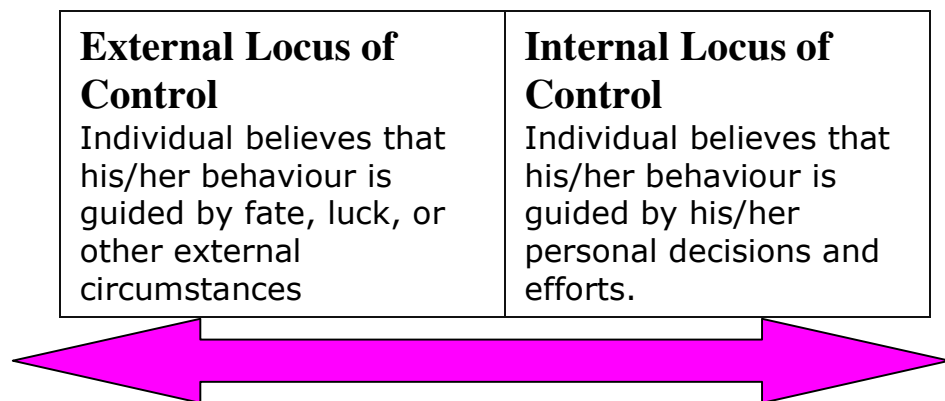 External Locus of
Control
Individual believes that
his/her behaviour is
guided by fate, luck, or
other external
circumstances
Internal Locus of
Control
Individual believes that
his/her behaviour is
guided by his/her
personal decisions and
efforts.